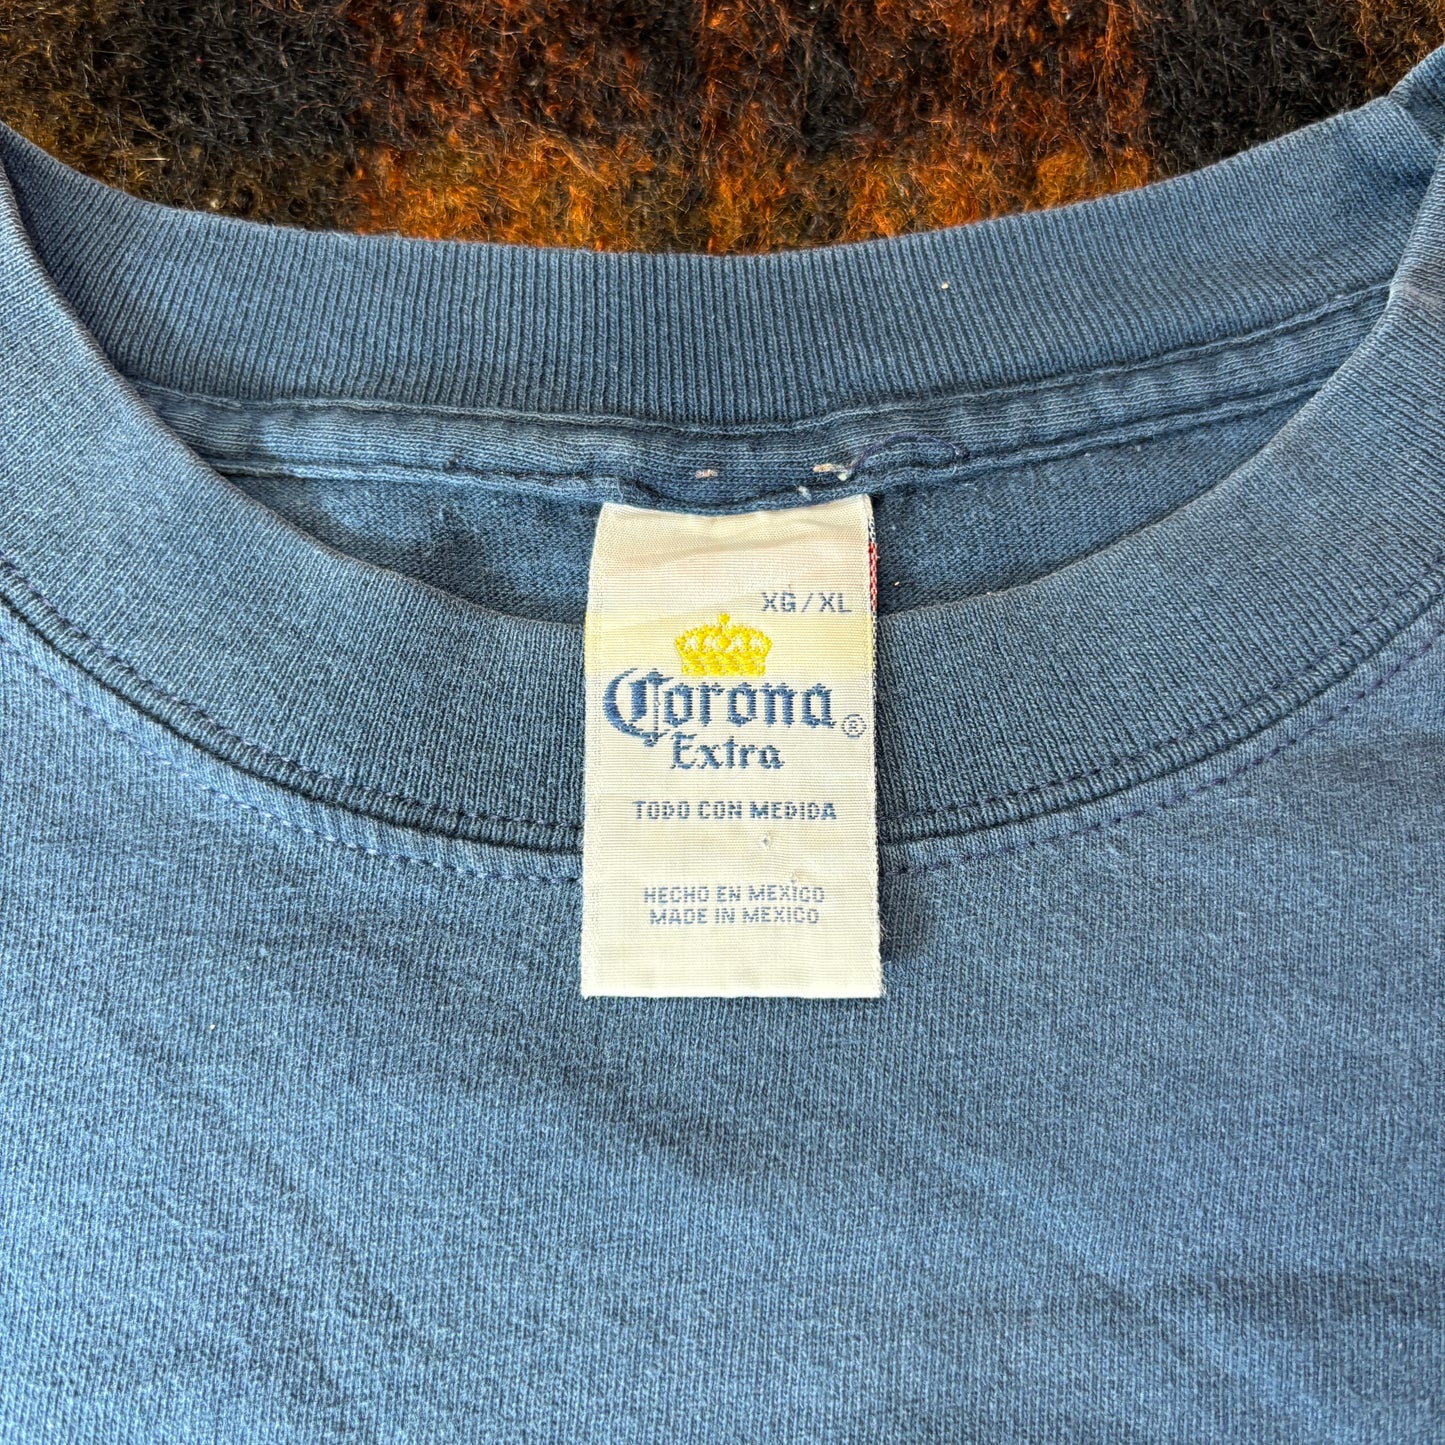 XG/XL
Corona®
Extra
TODO CON MEDIDA
HECHO EN MEXICO
MADE IN MEXICO